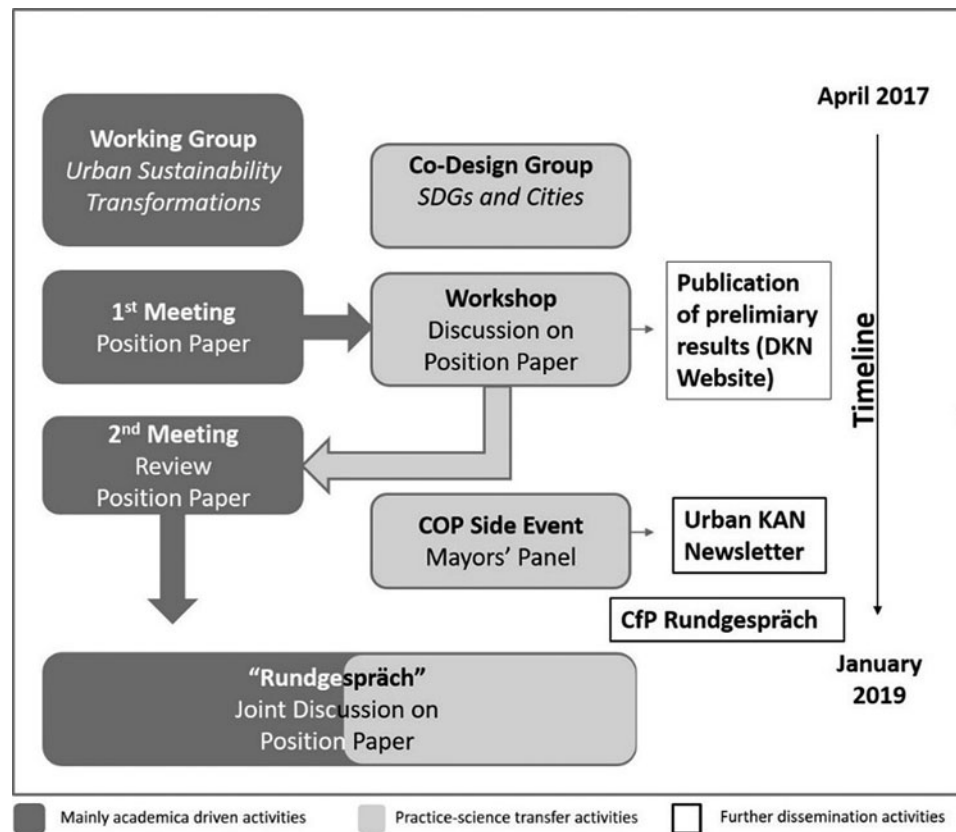 April 2017
Working Group
Urban Sustainability
Transformations
Co-Design Group
SDGs and Cities
1st Meeting
Position Paper
Workshop
Discussion on
Position Paper
Publication
of prelimiary
results (DKN
Website)
Timeline
2nd Meeting
Review
Position Paper
COP Side Event
Mayors’ Panel
Urban KAN
Newsletter
CfP Rundgespräch
January
2019
“Rundgespräch”
Joint Discussion on
Position Paper
Mainly academica driven activities
Practice-science transfer activities
Further dissemination activities